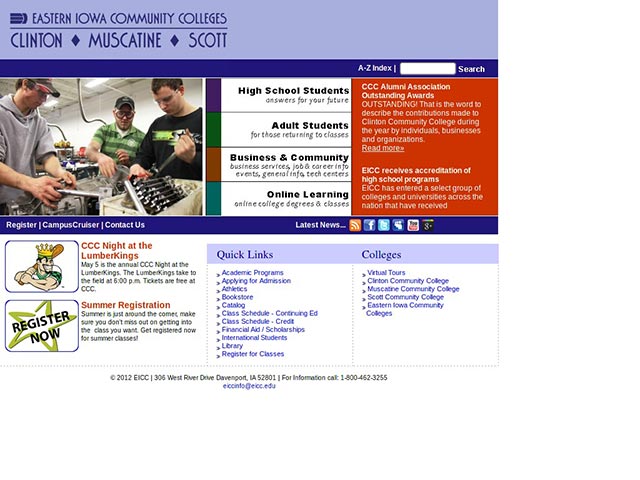 EASTERN IOWA COMMUNITY COLLEGES
CLINTON ♦ MUSCATINE ♦ SCOTT
A-Z Index |
Search
High School Students
answers for your future
Adult Students
for those returning to classes
Business & Community
business services, job & career info
events, general info, tech centers
Online Learning
online college degrees & classes
CCC Alumni Association
Outstanding Awards
OUTSTANDING! That is the word to
describe the contributions made to
Clinton Community College during
the year by individuals, businesses
and organizations.
Read more»
EICC receives accreditation of
high school programs
EICC has entered a select group of
colleges and universities across the
nation that have received
Register | CampusCruiser | Contact Us
Latest News...
CCC Night at the
LumberKings
May 5 is the annual CCC Night at the
LumberKings. The LumberKings take to
the field at 6:00 p.m. Tickets are free at
CCC.
REGISTER
NOW
Summer Registration
Summer is just around the corner, make
sure you don't miss out on getting into
the class you want. Get registered now
for summer classes!
Quick Links
Academic Programs
Applying for Admission
Athletics
Bookstore
Catalog
Class Schedule - Continuing Ed
Class Schedule - Credit
Financial Aid / Scholarships
International Students
Library
Register for Classes
Colleges
Virtual Tours
Clinton Community College
Muscatine Community College
Scott Community College
Eastern Iowa Community
Colleges
© 2012 EICC | 306 West River Drive Davenport, IA 52801 | For Information call: 1-800-462-3255
eiccinfo@eicc.edu